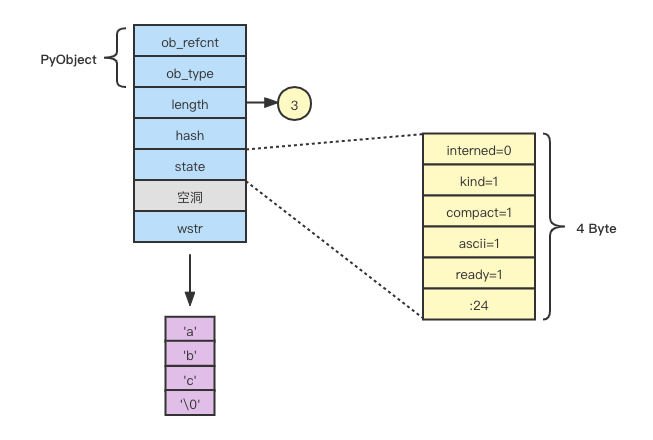 PyObject
ob_refcnt
ob_type
length
3
hash
state
空洞
wstr
interned=0
kind=1
compact=1
ascii=1
ready=1
:24
4 Byte
'a'
'b'
'c'
'\0'